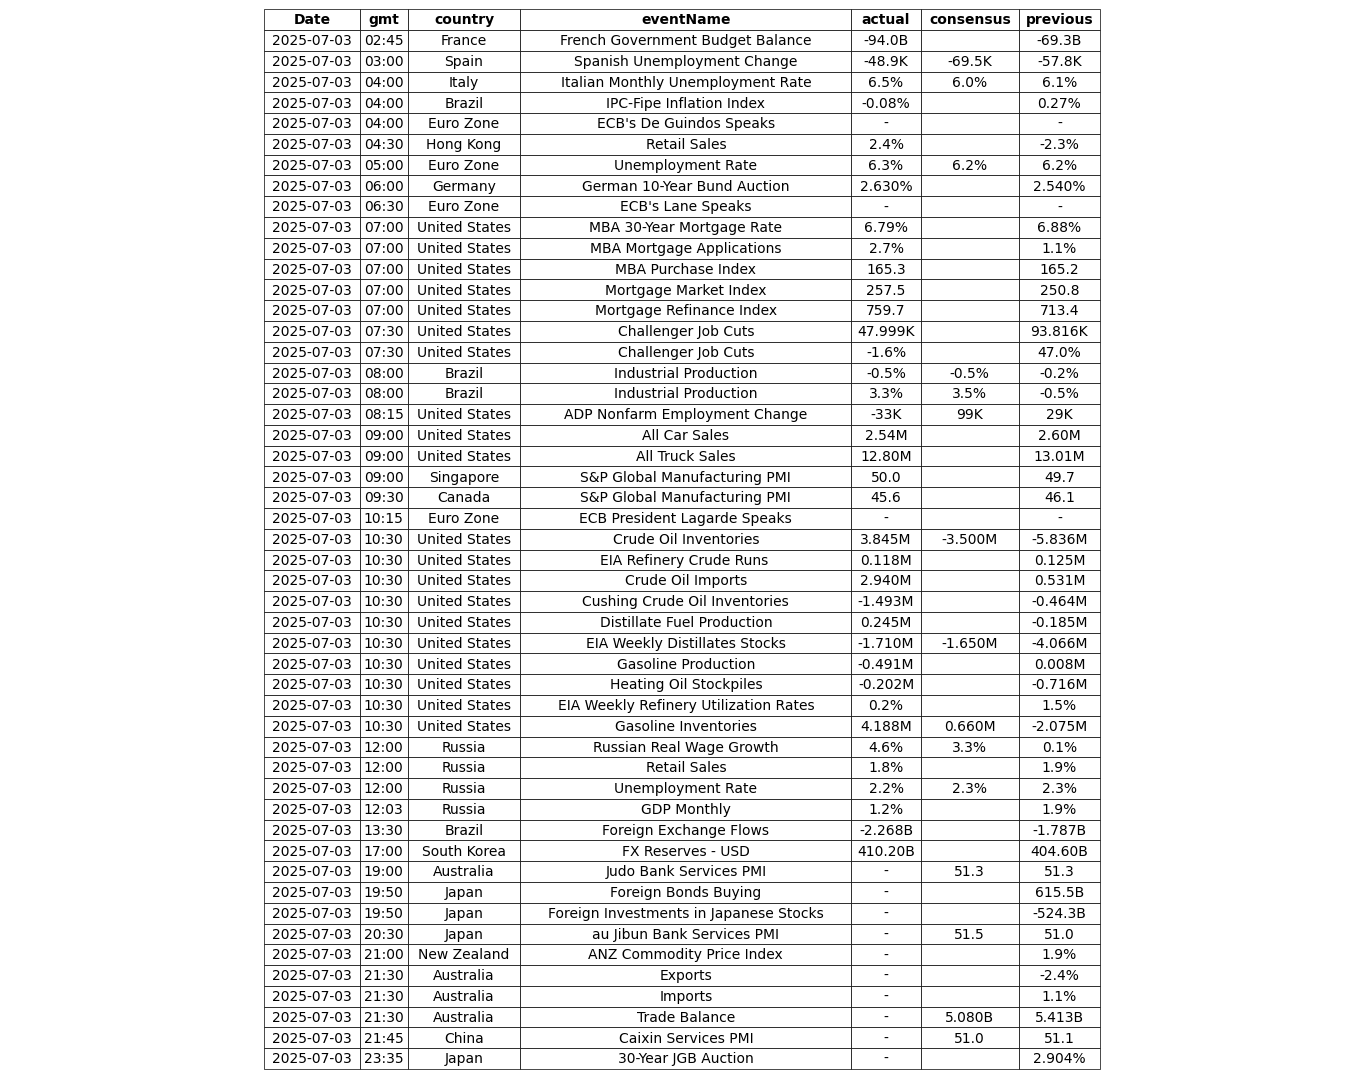 Date gmt country eventName actual consensus previous
2025-07-03 02:45 France French Government Budget Balance -94.0B -69.3B
2025-07-03 03:00 Spain Spanish Unemployment Change -48.9K -69.5K -57.8K
2025-07-03 04:00 Italy Italian Monthly Unemployment Rate 6.5% 6.0% 6.1%
2025-07-03 04:00 Brazil IPC-Fipe Inflation Index -0.08% 0.27%
2025-07-03 04:00 Euro Zone ECB's De Guindos Speaks - -
2025-07-03 04:30 Hong Kong Retail Sales 2.4% -2.3%
2025-07-03 05:00 Euro Zone Unemployment Rate 6.3% 6.2% 6.2%
2025-07-03 06:00 Germany German 10-Year Bund Auction 2.630% 2.540%
2025-07-03 06:30 Euro Zone ECB's Lane Speaks - -
2025-07-03 07:00 United States MBA 30-Year Mortgage Rate 6.79% 6.88%
2025-07-03 07:00 United States MBA Mortgage Applications 2.7% 1.1%
2025-07-03 07:00 United States MBA Purchase Index 165.3 165.2
2025-07-03 07:00 United States Mortgage Market Index 257.5 250.8
2025-07-03 07:00 United States Mortgage Refinance Index 759.7 713.4
2025-07-03 07:30 United States Challenger Job Cuts 47.999K 93.816K
2025-07-03 07:30 United States Challenger Job Cuts -1.6% 47.0%
2025-07-03 08:00 Brazil Industrial Production -0.5% -0.5% -0.2%
2025-07-03 08:00 Brazil Industrial Production 3.3% 3.5% -0.5%
2025-07-03 08:15 United States ADP Nonfarm Employment Change -33K 99K 29K
2025-07-03 09:00 United States All Car Sales 2.54M 2.60M
2025-07-03 09:00 United States All Truck Sales 12.80M 13.01M
2025-07-03 09:00 Singapore S&P Global Manufacturing PMI 50.0 49.7
2025-07-03 09:30 Canada S&P Global Manufacturing PMI 45.6 46.1
2025-07-03 10:15 Euro Zone ECB President Lagarde Speaks - -
2025-07-03 10:30 United States Crude Oil Inventories 3.845M -3.500M -5.836M
2025-07-03 10:30 United States EIA Refinery Crude Runs 0.118M 0.125M
2025-07-03 10:30 United States Crude Oil Imports 2.940M 0.531M
2025-07-03 10:30 United States Cushing Crude Oil Inventories -1.493M -0.464M
2025-07-03 10:30 United States Distillate Fuel Production 0.245M -0.185M
2025-07-03 10:30 United States EIA Weekly Distillates Stocks -1.710M -1.650M -4.066M
2025-07-03 10:30 United States Gasoline Production -0.491M 0.008M
2025-07-03 10:30 United States Heating Oil Stockpiles -0.202M -0.716M
2025-07-03 10:30 United States EIA Weekly Refinery Utilization Rates 0.2% 1.5%
2025-07-03 10:30 United States Gasoline Inventories 4.188M 0.660M -2.075M
2025-07-03 12:00 Russia Russian Real Wage Growth 4.6% 3.3% 0.1%
2025-07-03 12:00 Russia Retail Sales 1.8% 1.9%
2025-07-03 12:00 Russia Unemployment Rate 2.2% 2.3% 2.3%
2025-07-03 12:03 Russia GDP Monthly 1.2% 1.9%
2025-07-03 13:30 Brazil Foreign Exchange Flows -2.268B -1.787B
2025-07-03 17:00 South Korea FX Reserves - USD 410.20B 404.60B
2025-07-03 19:00 Australia Judo Bank Services PMI - 51.3 51.3
2025-07-03 19:50 Japan Foreign Bonds Buying - 615.5B
2025-07-03 19:50 Japan Foreign Investments in Japanese Stocks - -524.3B
2025-07-03 20:30 Japan au Jibun Bank Services PMI - 51.5 51.0
2025-07-03 21:00 New Zealand ANZ Commodity Price Index - 1.9%
2025-07-03 21:30 Australia Exports - -2.4%
2025-07-03 21:30 Australia Imports - 1.1%
2025-07-03 21:30 Australia Trade Balance - 5.080B 5.413B
2025-07-03 21:45 China Caixin Services PMI - 51.0 51.1
2025-07-03 23:35 Japan 30-Year JGB Auction - 2.904%